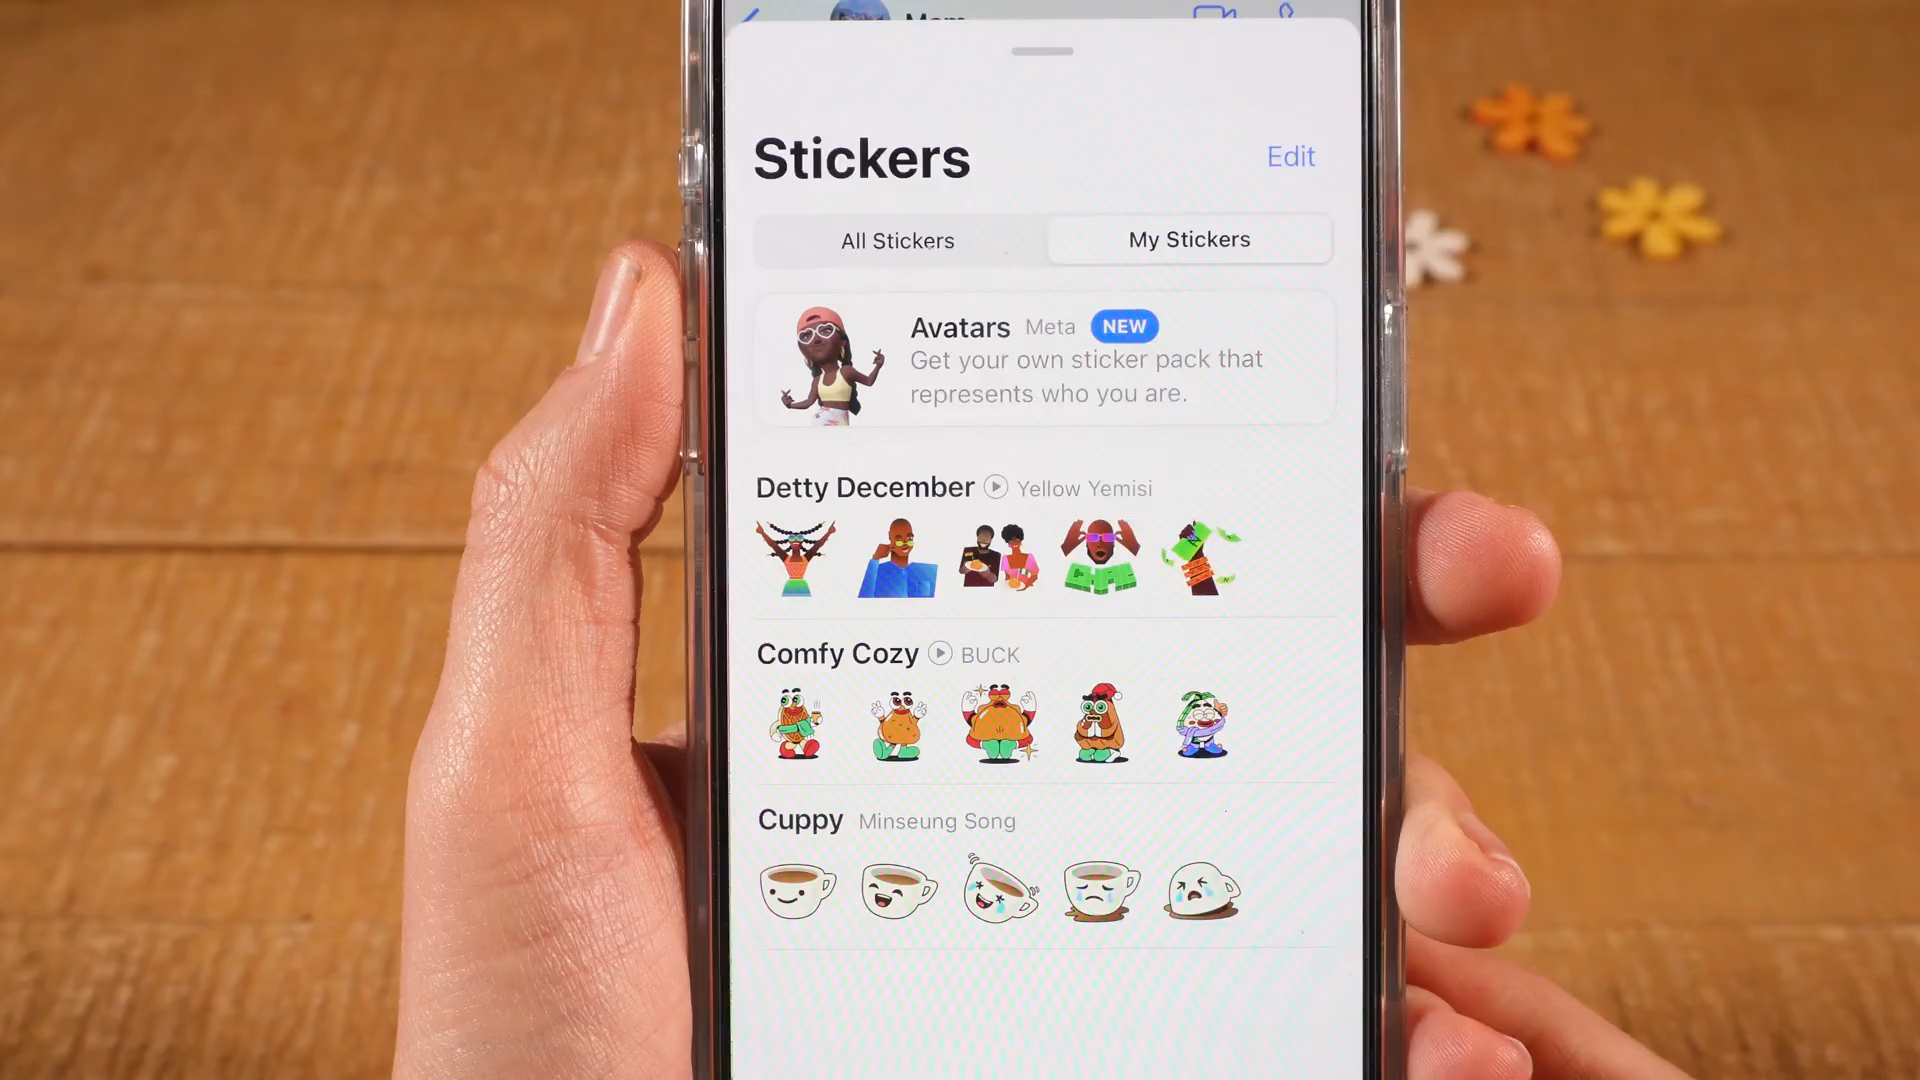 Mom
Stickers
Edit
All Stickers
My Stickers
Avatars Meta NEW
Get your own sticker pack that
represents who you are.
Detty December Yellow Yemisi
Comfy Cozy BUCK
Cuppy Minseung Song